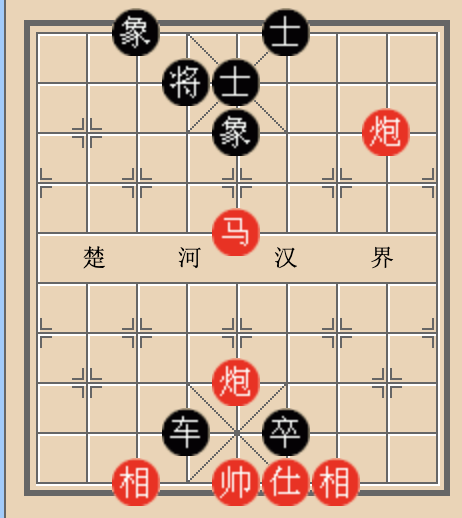 象 士
将 士
象 炮
马
楚 河 汉 界
炮
车 卒
相 帅 仕 相